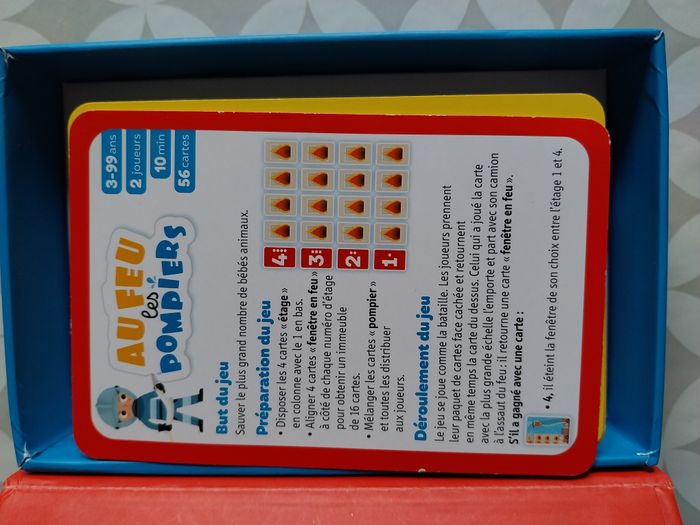 AU FEU
les
POMPIERS
3-99 ans
2 joueurs
10 min
56 cartes
But du jeu
Sauver le plus grand nombre de bébés animaux.
Préparation du jeu
• Disposer les 4 cartes « étage »
en colonne avec le 1 en bas.
• Aligner 4 cartes « fenêtre en feu »
à côté de chaque numéro d'étage
pour obtenir un immeuble
de 16 cartes.
• Mélanger les cartes « pompier »
et toutes les distribuer
aux joueurs.
4
3
2
1
Déroulement du jeu
Le jeu se joue comme la bataille. Les joueurs prennent
leur paquet de cartes face cachée et retournent
en même temps la carte du dessus. Celui qui a joué la carte
avec la plus grande échelle l'emporte et part avec son camion
à l'assaut du feu : il retourne une carte « fenêtre en feu ».
S'il a gagné avec une carte :
• 4, il éteint la fenêtre de son choix entre l'étage 1 et 4.